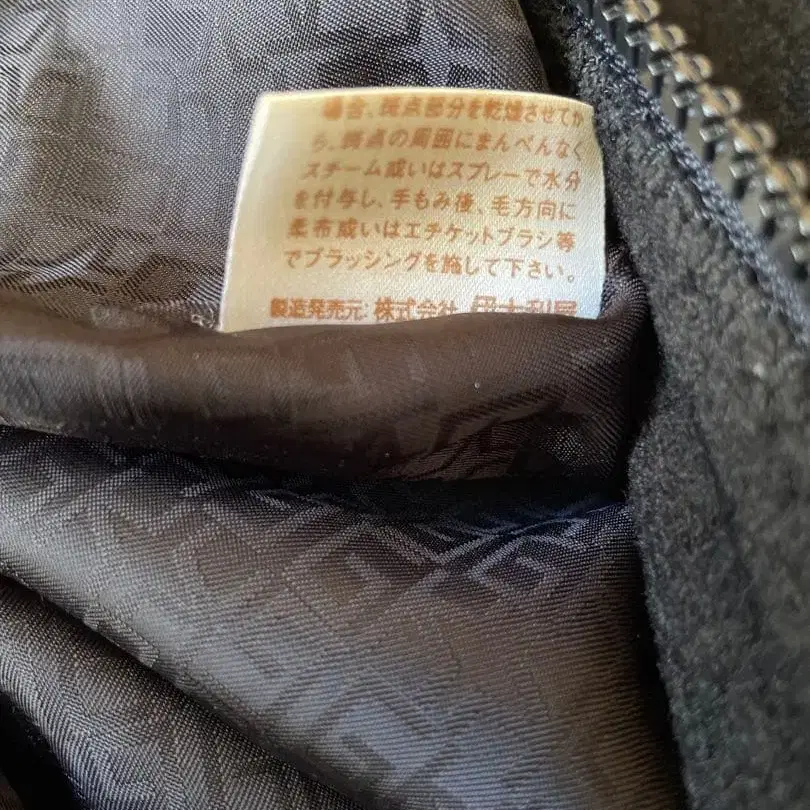 場合、斑点部分を乾燥させてか
ら、斑点の周囲にまんべんなく
スチーム或いはスプレーで水分
を付与し、手もみ後、毛方向に
柔布或いはエチケットブラシ等
でブラッシングを施して下さい。
製造発売元：株式会社 伊太利屋